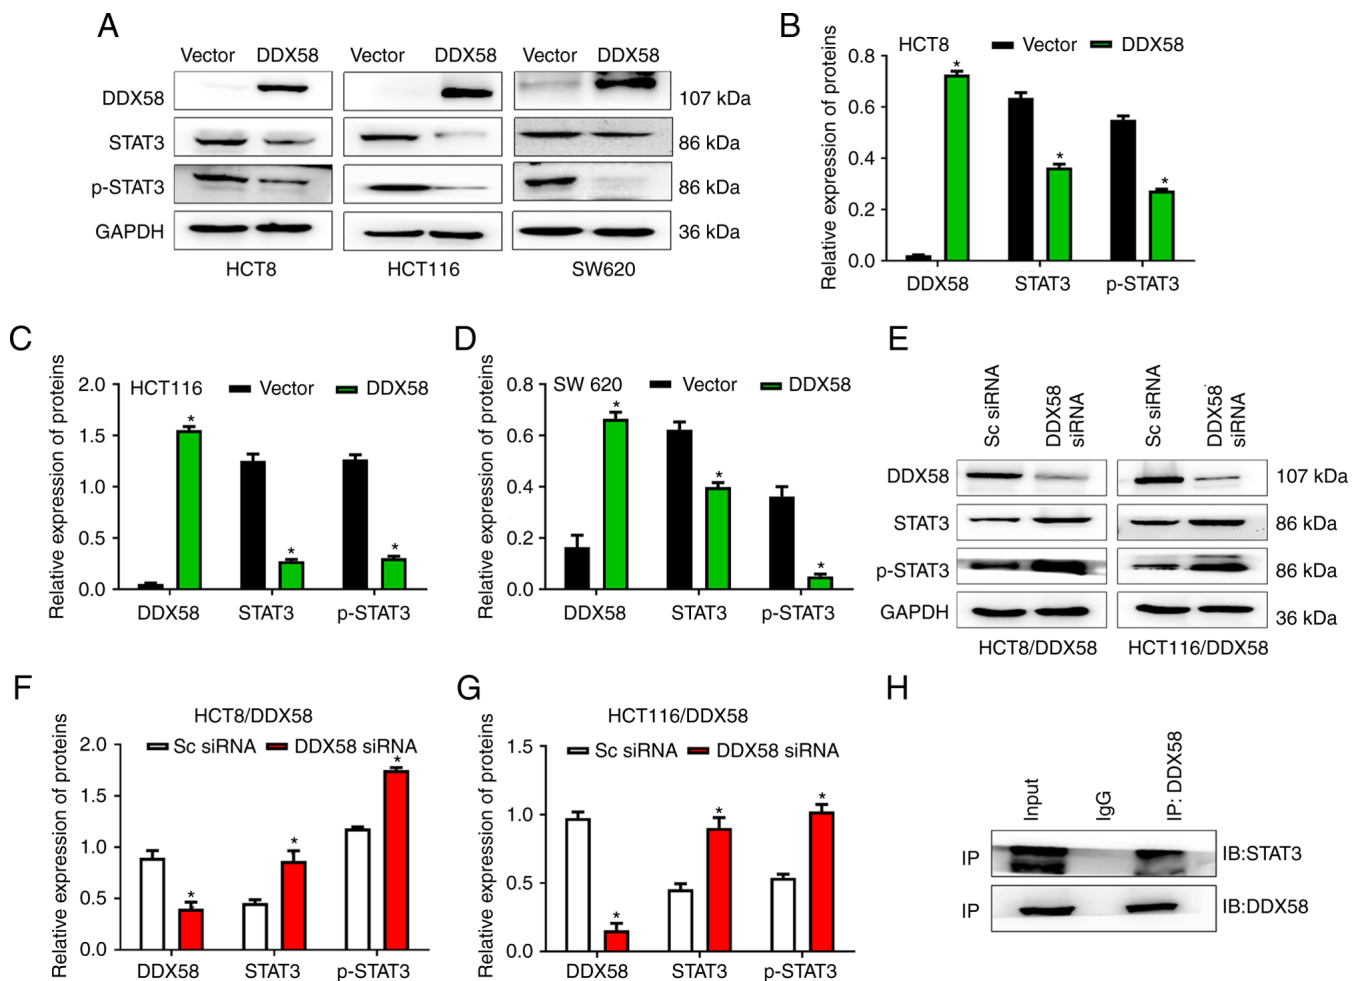 A
Vector DDX58 Vector DDX58 Vector DDX58
DDX58 107 kDa
STAT3 86 kDa
p-STAT3 86 kDa
GAPDH 36 kDa
HCT8 HCT116 SW620
B
HCT8 Vector DDX58
Relative expression of proteins
0.8
*
0.6
*
0.4
*
0.2
0.0
DDX58 STAT3 p-STAT3
C
HCT116 Vector DDX58
Relative expression of proteins
2.0
*
1.5
1.0
* *
0.5
0.0
DDX58 STAT3 p-STAT3
D
SW 620 Vector DDX58
Relative expression of proteins
0.8
*
0.6
*
0.4
0.2
*
0.0
DDX58 STAT3 p-STAT3
E
Sc siRNA
DDX58
siRNA
Sc siRNA
DDX58
siRNA
DDX58 107 kDa
STAT3 86 kDa
p-STAT3 86 kDa
GAPDH 36 kDa
HCT8/DDX58 HCT116/DDX58
F
HCT8/DDX58
Sc siRNA DDX58 siRNA
Relative expression of proteins
2.0
*
1.5
1.0
*
0.5
*
0.0
DDX58 STAT3 p-STAT3
G
HCT116/DDX58
Sc siRNA DDX58 siRNA
Relative expression of proteins
1.5
* *
1.0
0.5
*
0.0
DDX58 STAT3 p-STAT3
H
Input
IgG
IP: DDX58
IP IB:STAT3
IP IB:DDX58